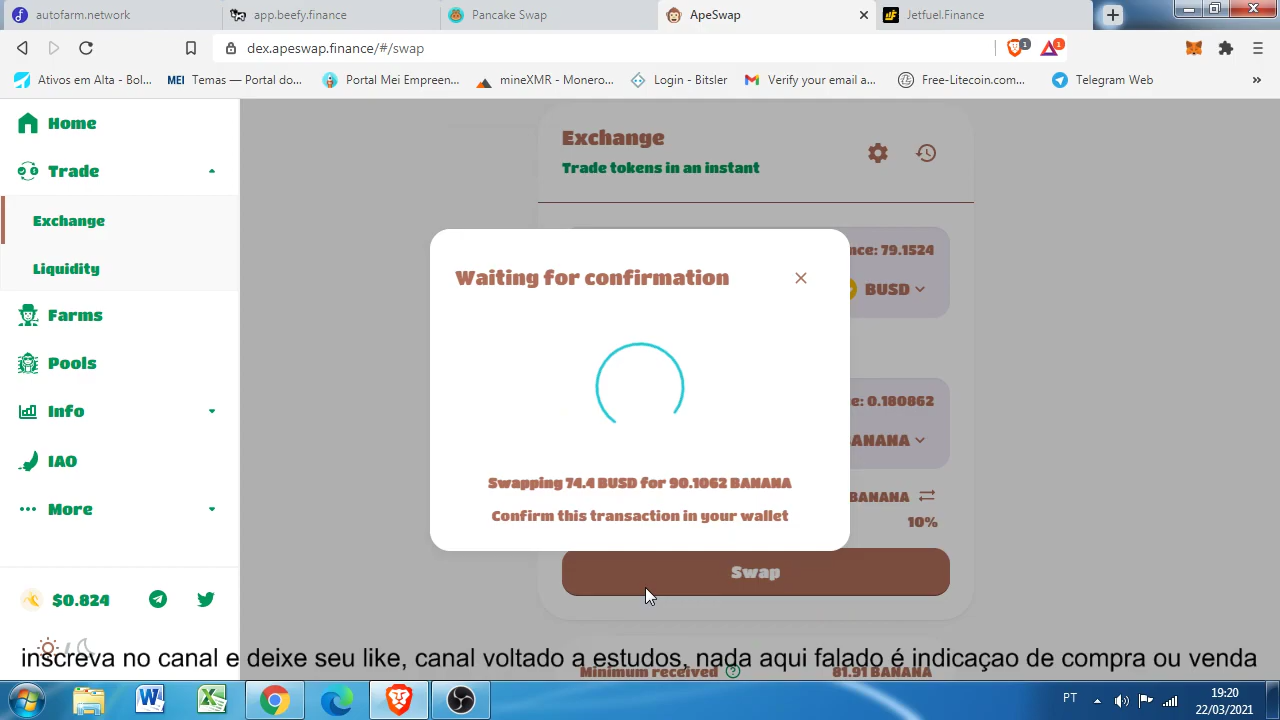 autofarm.network
app.beefy.finance
Pancake Swap
ApeSwap
Jetfuel.Finance
dex.apeswap.finance/#/swap
1
1
Ativos em Alta - Bol...
MEI Temas — Portal do...
Portal Mei Empreen...
mineXMR - Monero...
Login - Bitsler
Verify your email a...
Free-Litecoin.com...
Telegram Web
»
Home
Trade
Exchange
Liquidity
Farms
Pools
Info
IAO
More
$0.824
Exchange
Trade tokens in an instant
nce: 79.1524
BUSD
e: 0.180862
ANANA
BANANA
10%
Waiting for confirmation
Swapping 74.4 BUSD for 90.1062 BANANA
Confirm this transaction in your wallet
Swap
Minimum received
81.91 BANANA
inscreva no canal e deixe seu like, canal voltado a estudos, nada aqui falado é indicaçao de compra ou venda
PT
19:20
22/03/2021